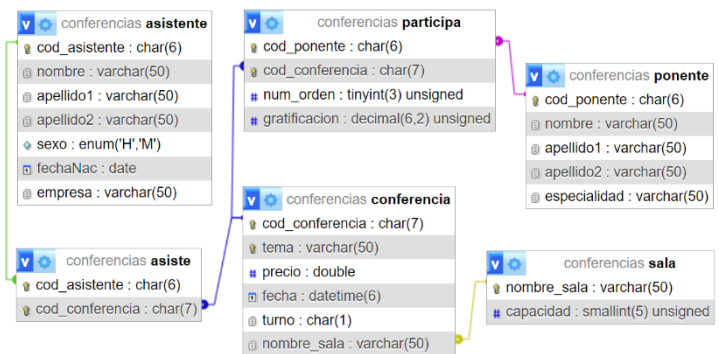 conferencias asistente
cod_asistente : char(6)
nombre : varchar(50)
apellido1 : varchar(50)
apellido2 : varchar(50)
sexo : enum('H','M')
fechaNac : date
empresa : varchar(50)
conferencias participa
cod_ponente : char(6)
cod_conferencia : char(7)
num_orden : tinyint(3) unsigned
gratificacion : decimal(6,2) unsigned
conferencias ponente
cod_ponente : char(6)
nombre : varchar(50)
apellido1 : varchar(50)
apellido2 : varchar(50)
especialidad : varchar(50)
conferencias asiste
cod_asistente : char(6)
cod_conferencia : char(7)
conferencias conferencia
cod_conferencia : char(7)
tema : varchar(50)
precio : double
fecha : datetime(6)
turno : char(1)
nombre_sala : varchar(50)
conferencias sala
nombre_sala : varchar(50)
capacidad : smallint(5) unsigned